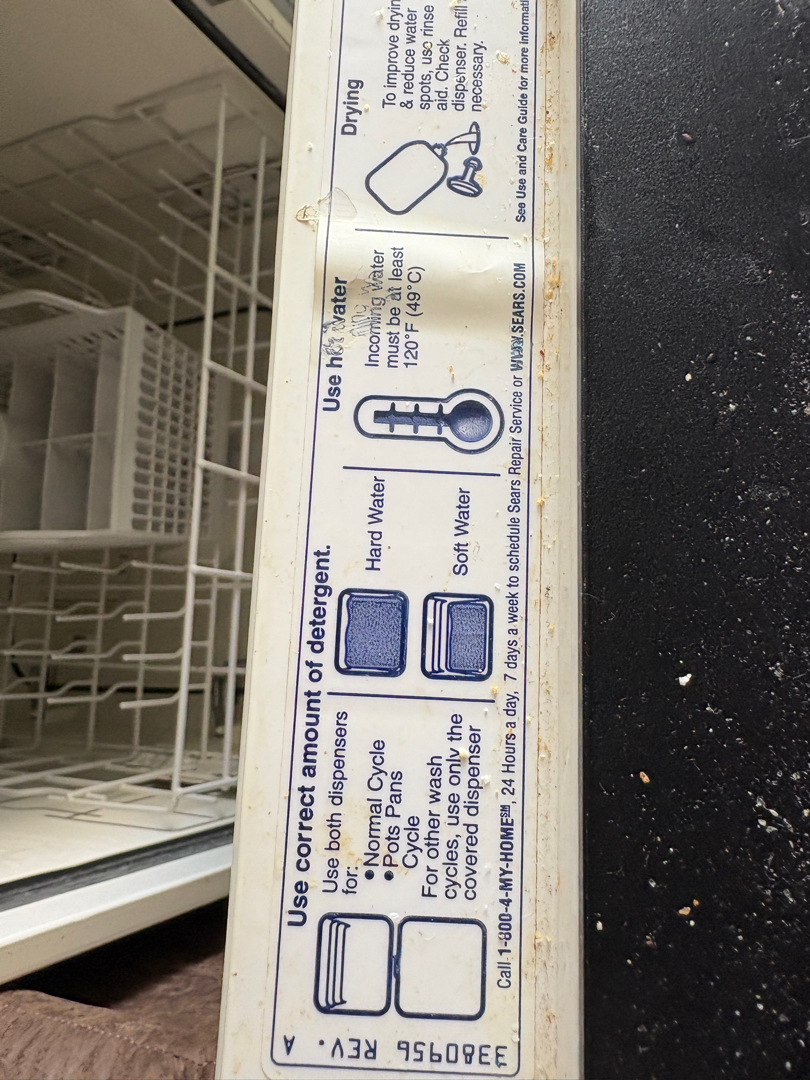 Use correct amount of detergent.
Use both dispensers
for:
•Normal Cycle
•Pots Pans
Cycle
For other wash
cycles, use only the
covered dispenser
Hard Water
Soft Water
Use hot water
Incoming water
must be at least
120°F (49°C)
Drying
To improve dryin
& reduce water
spots, use rinse
aid. Check
dispenser. Refill
necessary.
Call 1-800-4-MY-HOME℠, 24 Hours a day, 7 days a week to schedule Sears Repair Service or WWW.SEARS.COM
See Use and Care Guide for more informati
3380956 REV. A